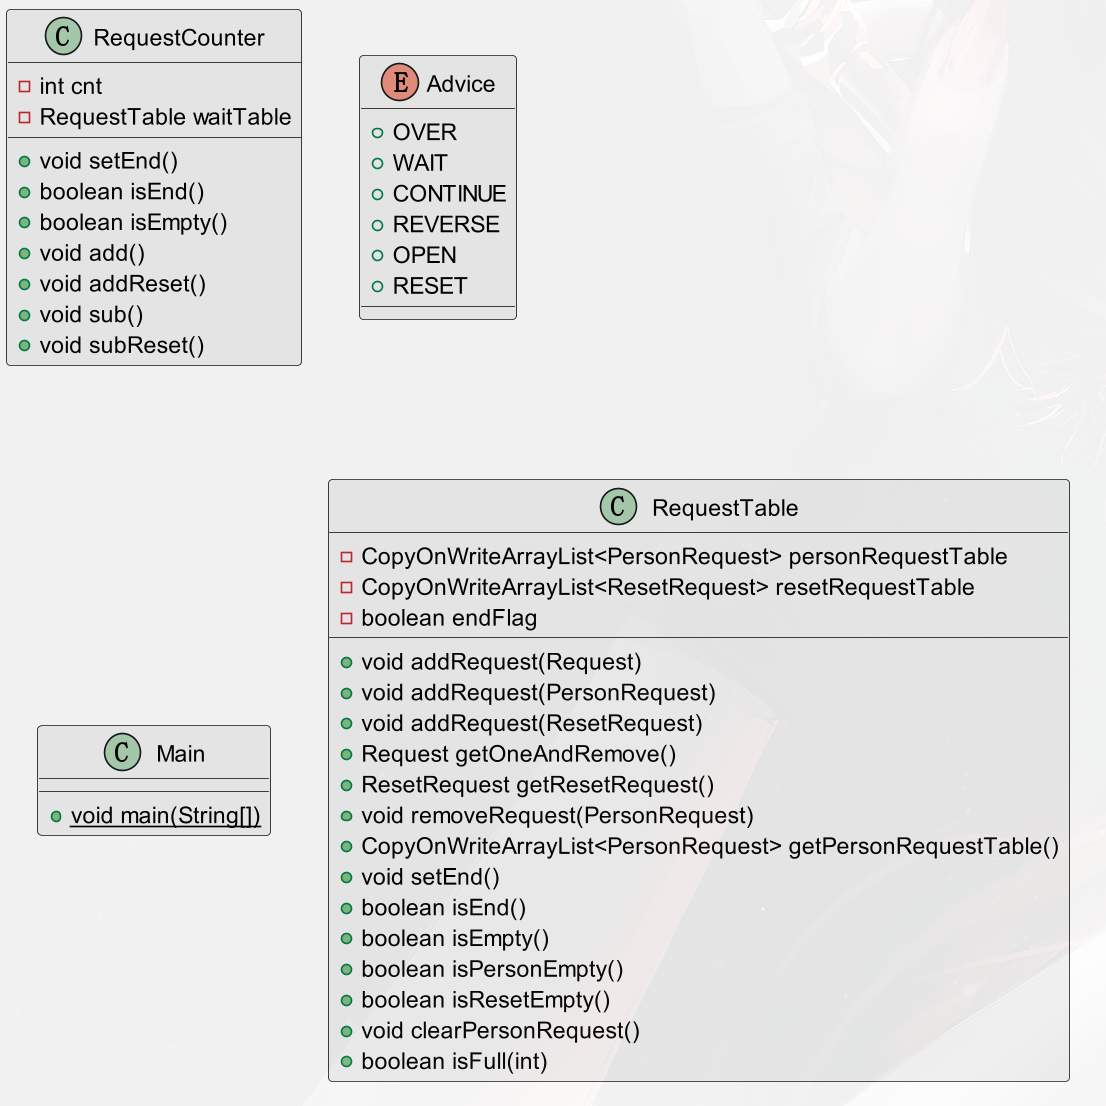 C RequestCounter
int cnt
RequestTable waitTable
void setEnd()
boolean isEnd()
boolean isEmpty()
void add()
void addReset()
void sub()
void subReset()
E Advice
OVER
WAIT
CONTINUE
REVERSE
OPEN
RESET
C Main
void main(String[])
C RequestTable
CopyOnWriteArrayList<PersonRequest> personRequestTable
CopyOnWriteArrayList<ResetRequest> resetRequestTable
boolean endFlag
void addRequest(Request)
void addRequest(PersonRequest)
void addRequest(ResetRequest)
Request getOneAndRemove()
ResetRequest getResetRequest()
void removeRequest(PersonRequest)
CopyOnWriteArrayList<PersonRequest> getPersonRequestTable()
void setEnd()
boolean isEnd()
boolean isEmpty()
boolean isPersonEmpty()
boolean isResetEmpty()
void clearPersonRequest()
boolean isFull(int)